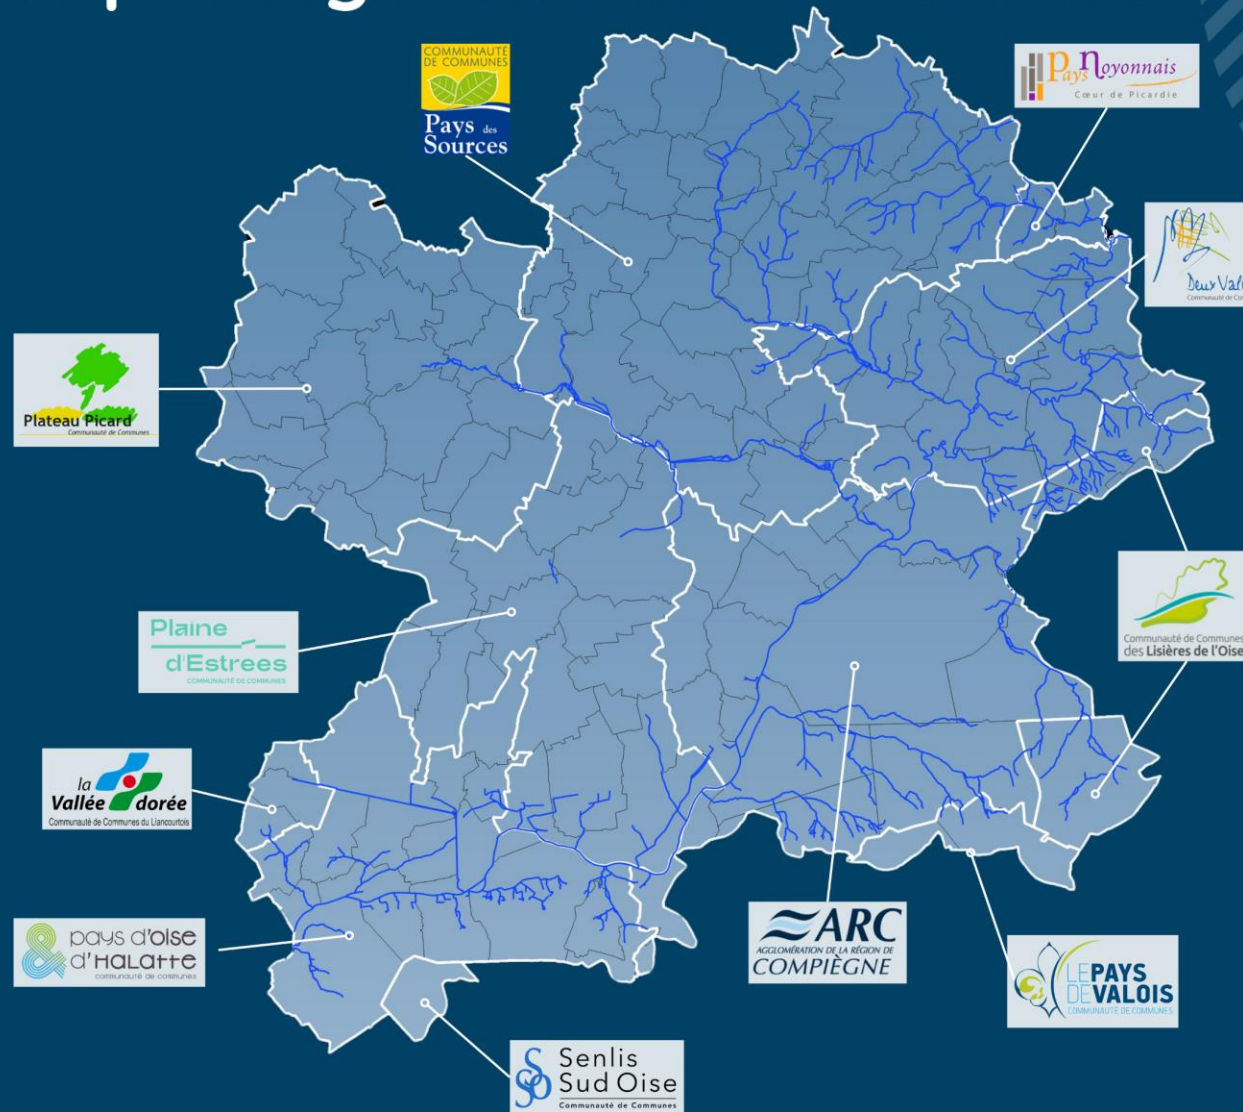 COMMUNAUTÉ
DE COMMUNES
Pays des
Sources
Pays Noyonnais
Cœur de Picardie
Plateau Picard
Communauté de Communes
Plaine
d'Estrees
COMMUNAUTÉ DE COMMUNES
Communauté de Communes
des Lisières de l'Oise
la
Vallée dorée
Communauté de Communes du Liancourtois
pays d'oise
& d'Halatte
communauté de communes
ARC
AGGLOMÉRATION DE LA RÉGION DE
COMPIÈGNE
LE PAYS
DE VALOIS
COMMUNAUTÉ DE COMMUNES
Senlis
Sud Oise
Communauté de Communes